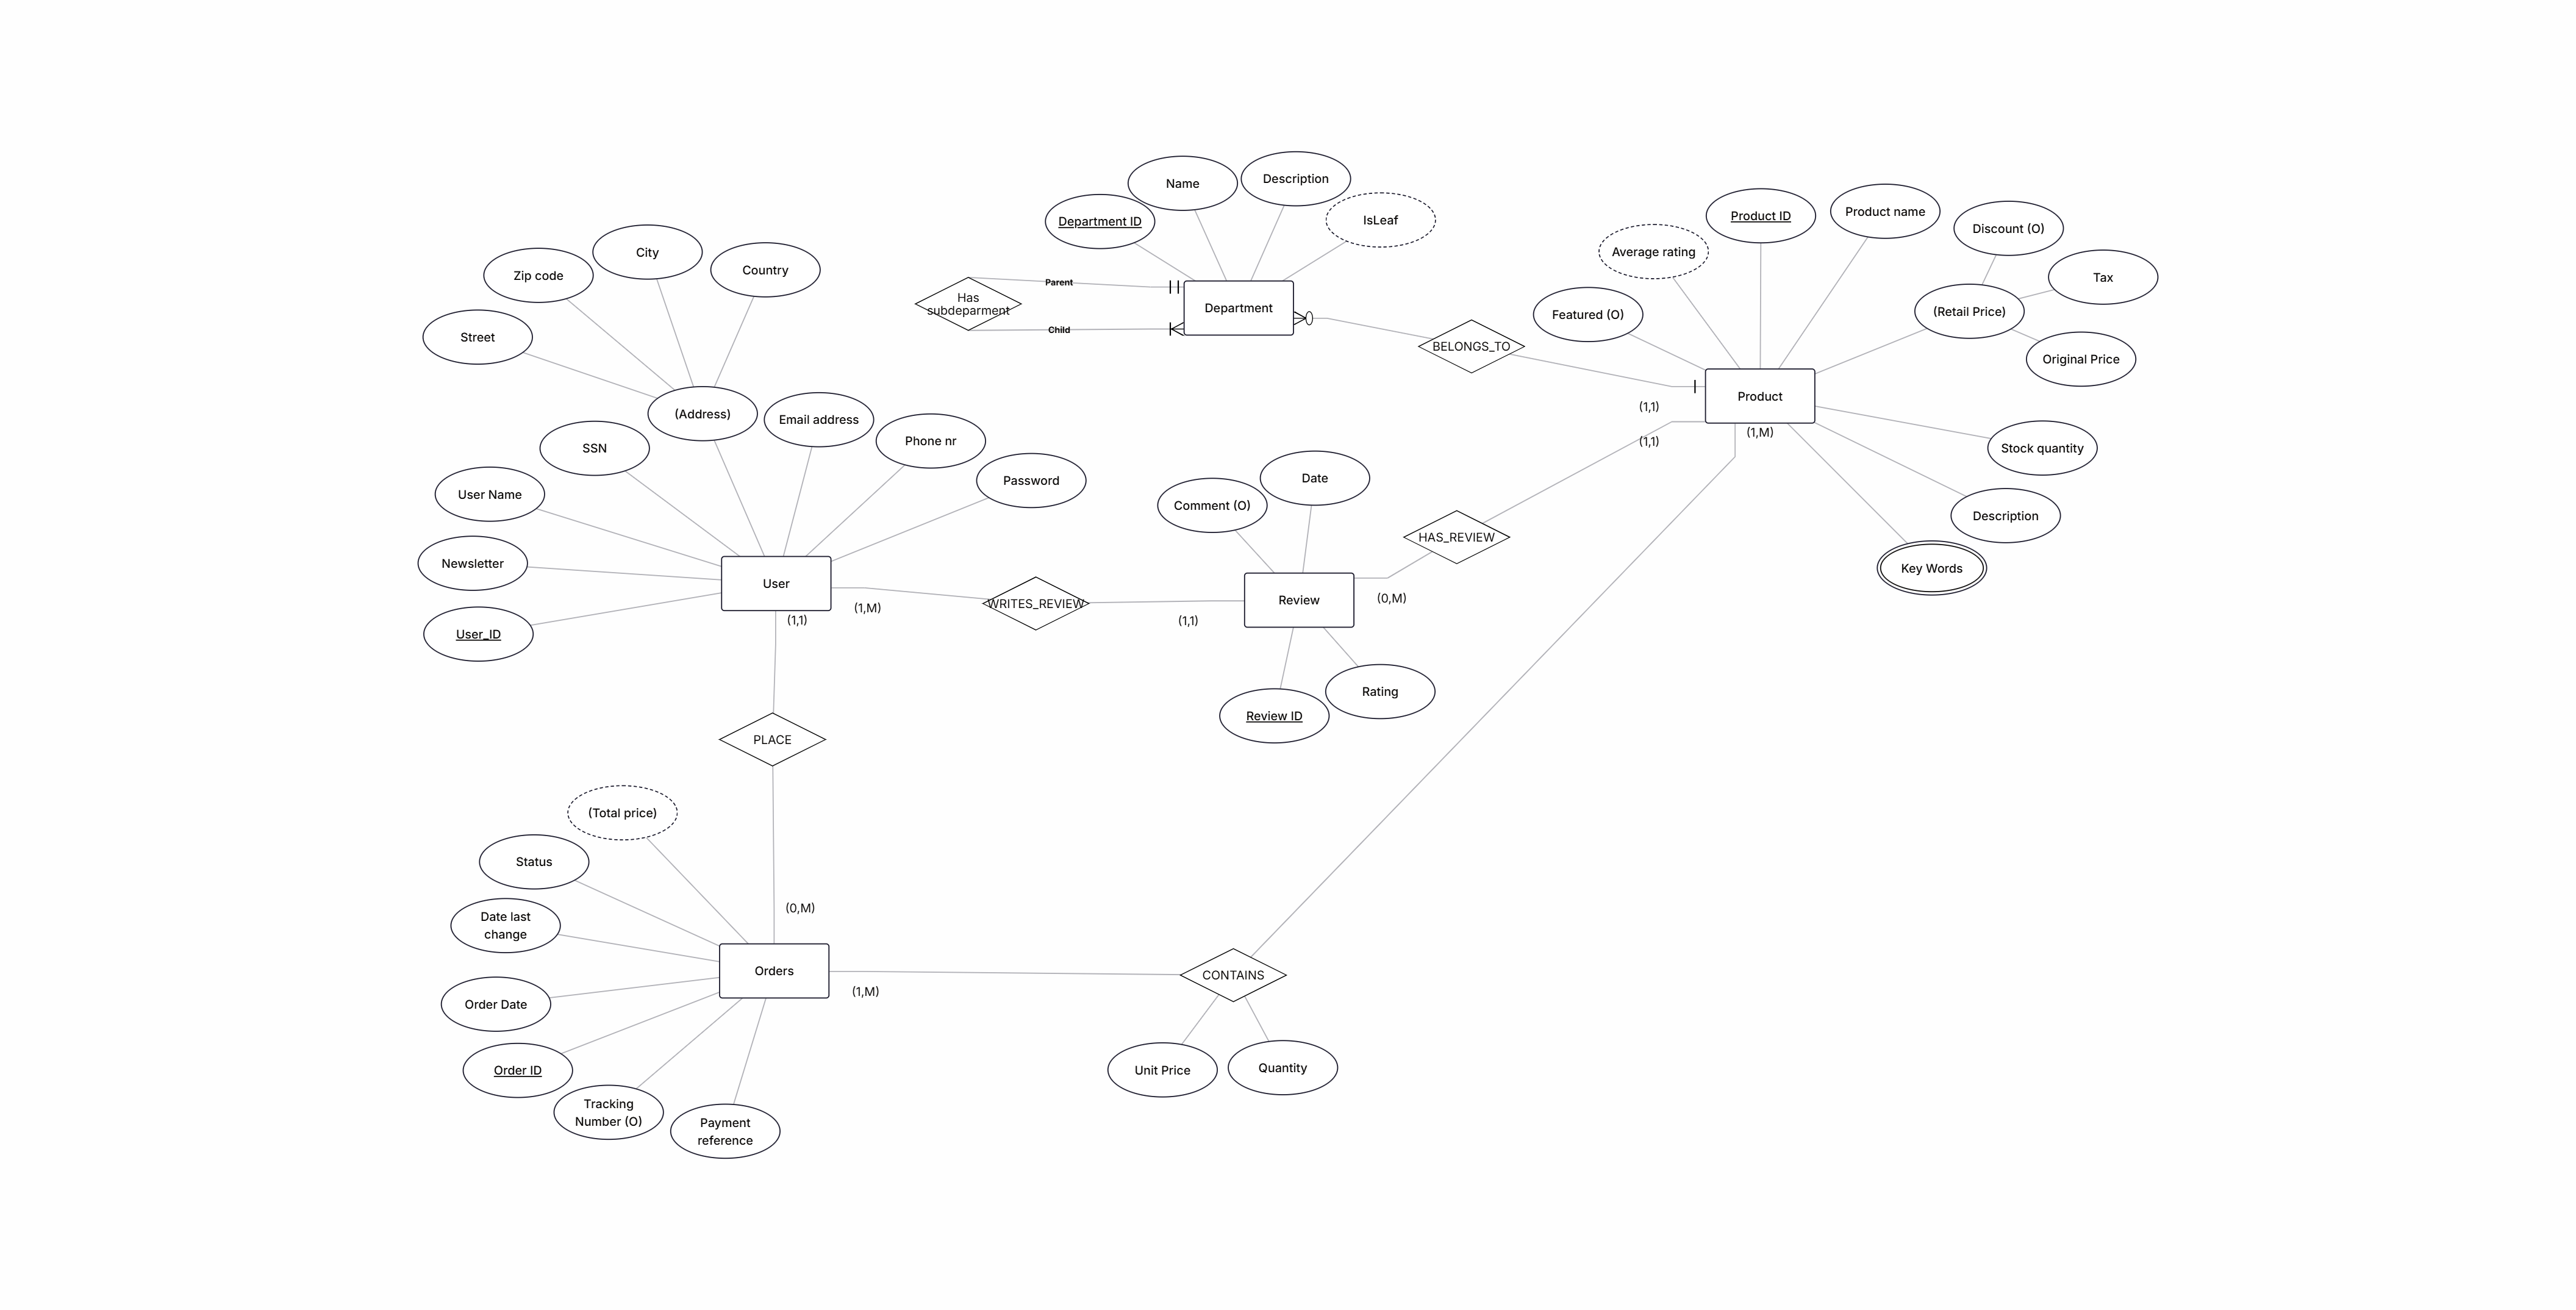 Name
Description
Department ID
IsLeaf
Product ID
Product name
Discount (O)
Average rating
Tax
City
Country
Zip code
Parent
Has
subdeparment
Department
(Retail Price)
Featured (O)
Street
Child
BELONGS_TO
Original Price
Product
(1,1)
(Address)
Email address
(1,M)
Phone nr
(1,1)
SSN
Stock quantity
Password
Date
User Name
Comment (O)
Description
HAS_REVIEW
Newsletter
Key Words
User
WRITES_REVIEW
Review
(0,M)
(1,M)
(1,1)
(1,1)
User_ID
Rating
Review ID
PLACE
(Total price)
Status
(0,M)
Date last
change
Orders
CONTAINS
(1,M)
Order Date
Order ID
Unit Price
Quantity
Tracking
Number (O)
Payment
reference